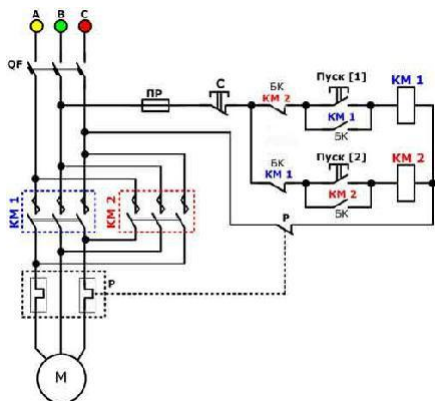 A B C
QF
ПР
С
БК
КМ 2
Пуск [1]
КМ 1
БК
КМ 1
БК
КМ 1
Пуск [2]
КМ 2
БК
КМ 2
КМ 1
КМ 2
Р
Р
М